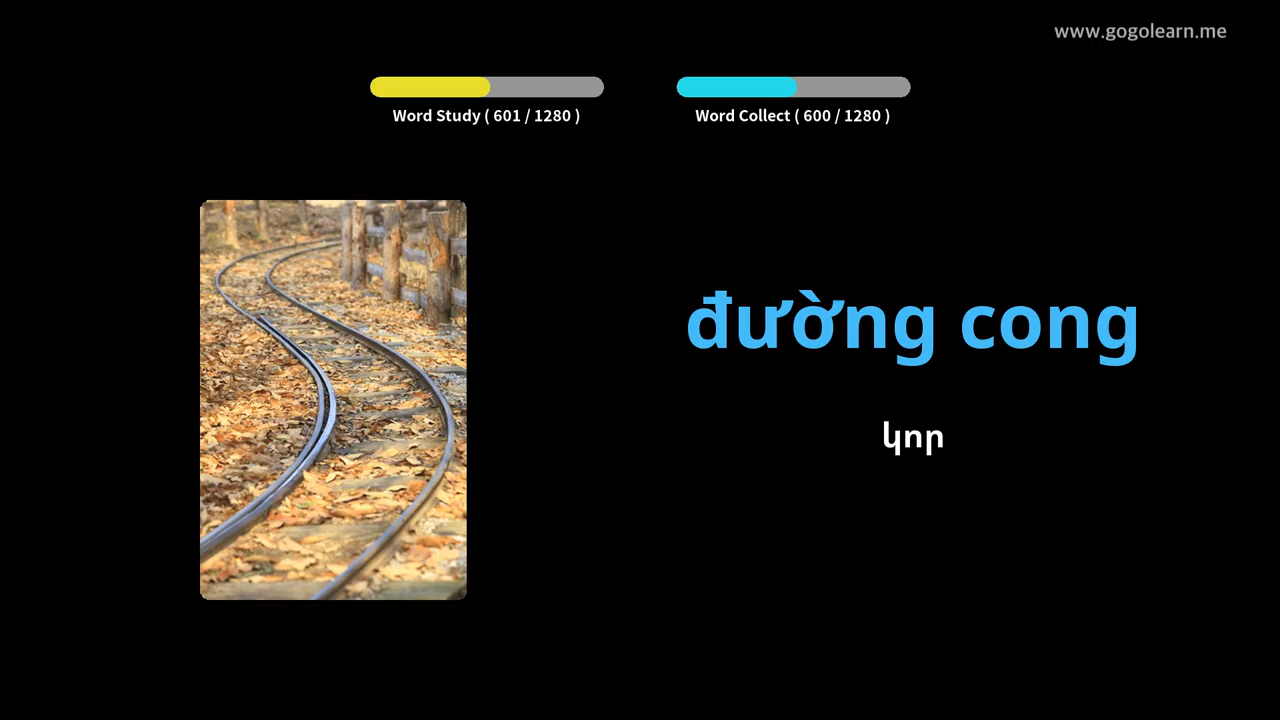 www.gogolearn.me
Word Study ( 601 / 1280 )
Word Collect ( 600 / 1280 )
đường cong
կոր